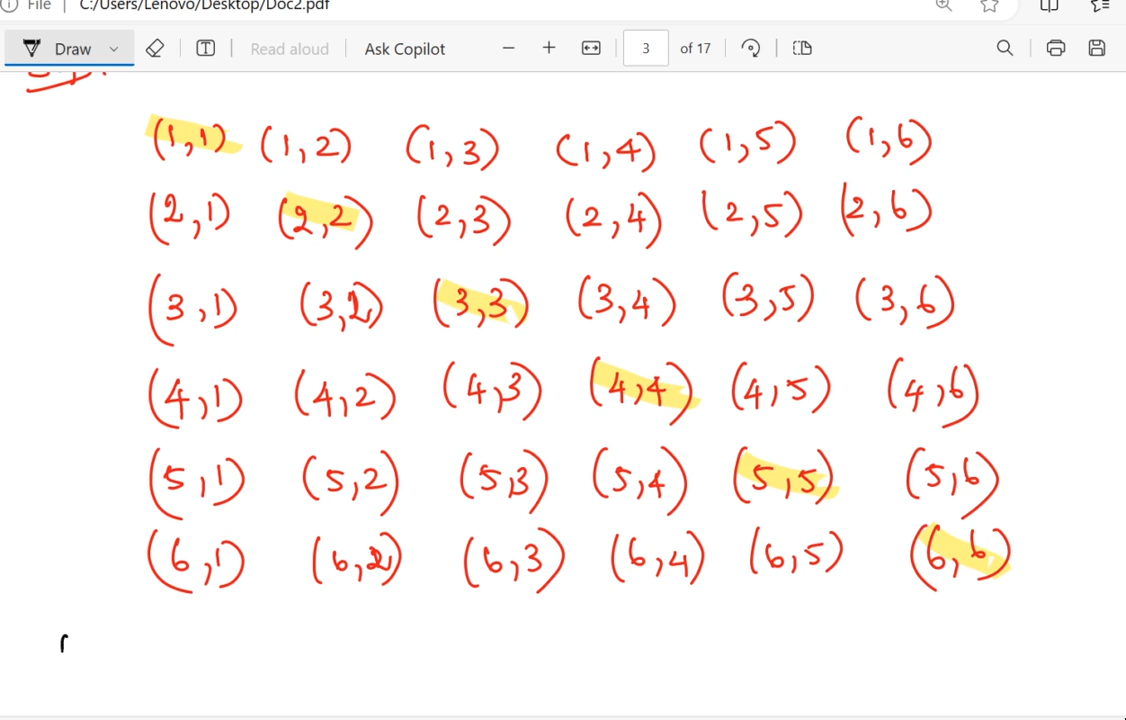 File | C:/Users/Lenovo/Desktop/Doc2.pdf
Draw Read aloud Ask Copilot 3 of 17
(1,1) (1,2) (1,3) (1,4) (1,5) (1,6)
(2,1) (2,2) (2,3) (2,4) (2,5) (2,6)
(3,1) (3,2) (3,3) (3,4) (3,5) (3,6)
(4,1) (4,2) (4,3) (4,4) (4,5) (4,6)
(5,1) (5,2) (5,3) (5,4) (5,5) (5,6)
(6,1) (6,2) (6,3) (6,4) (6,5) (6,6)